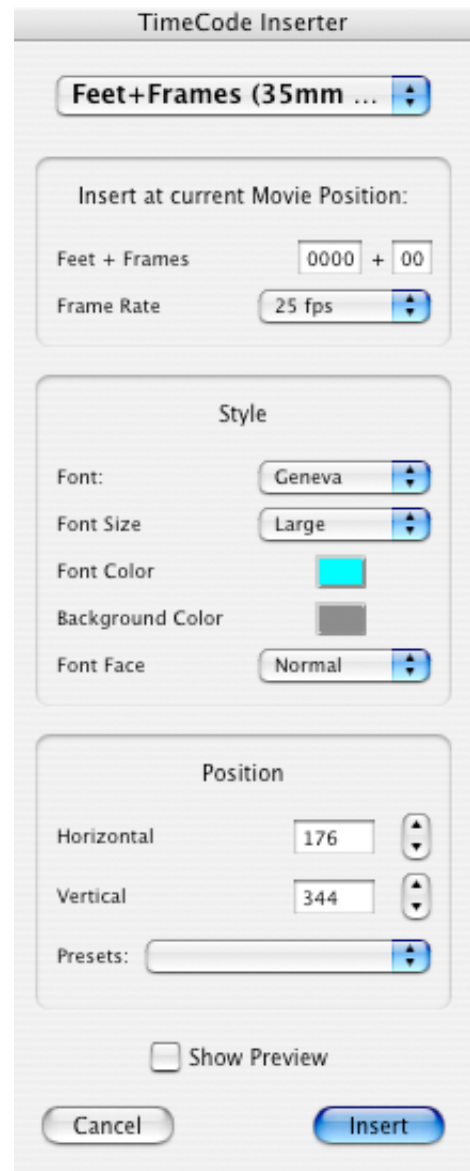 TimeCode Inserter
Feet+Frames (35mm ...
Insert at current Movie Position:
Feet + Frames 0000 + 00
Frame Rate 25 fps
Style
Font: Geneva
Font Size Large
Font Color
Background Color
Font Face Normal
Position
Horizontal 176
Vertical 344
Presets:
Show Preview
Cancel Insert